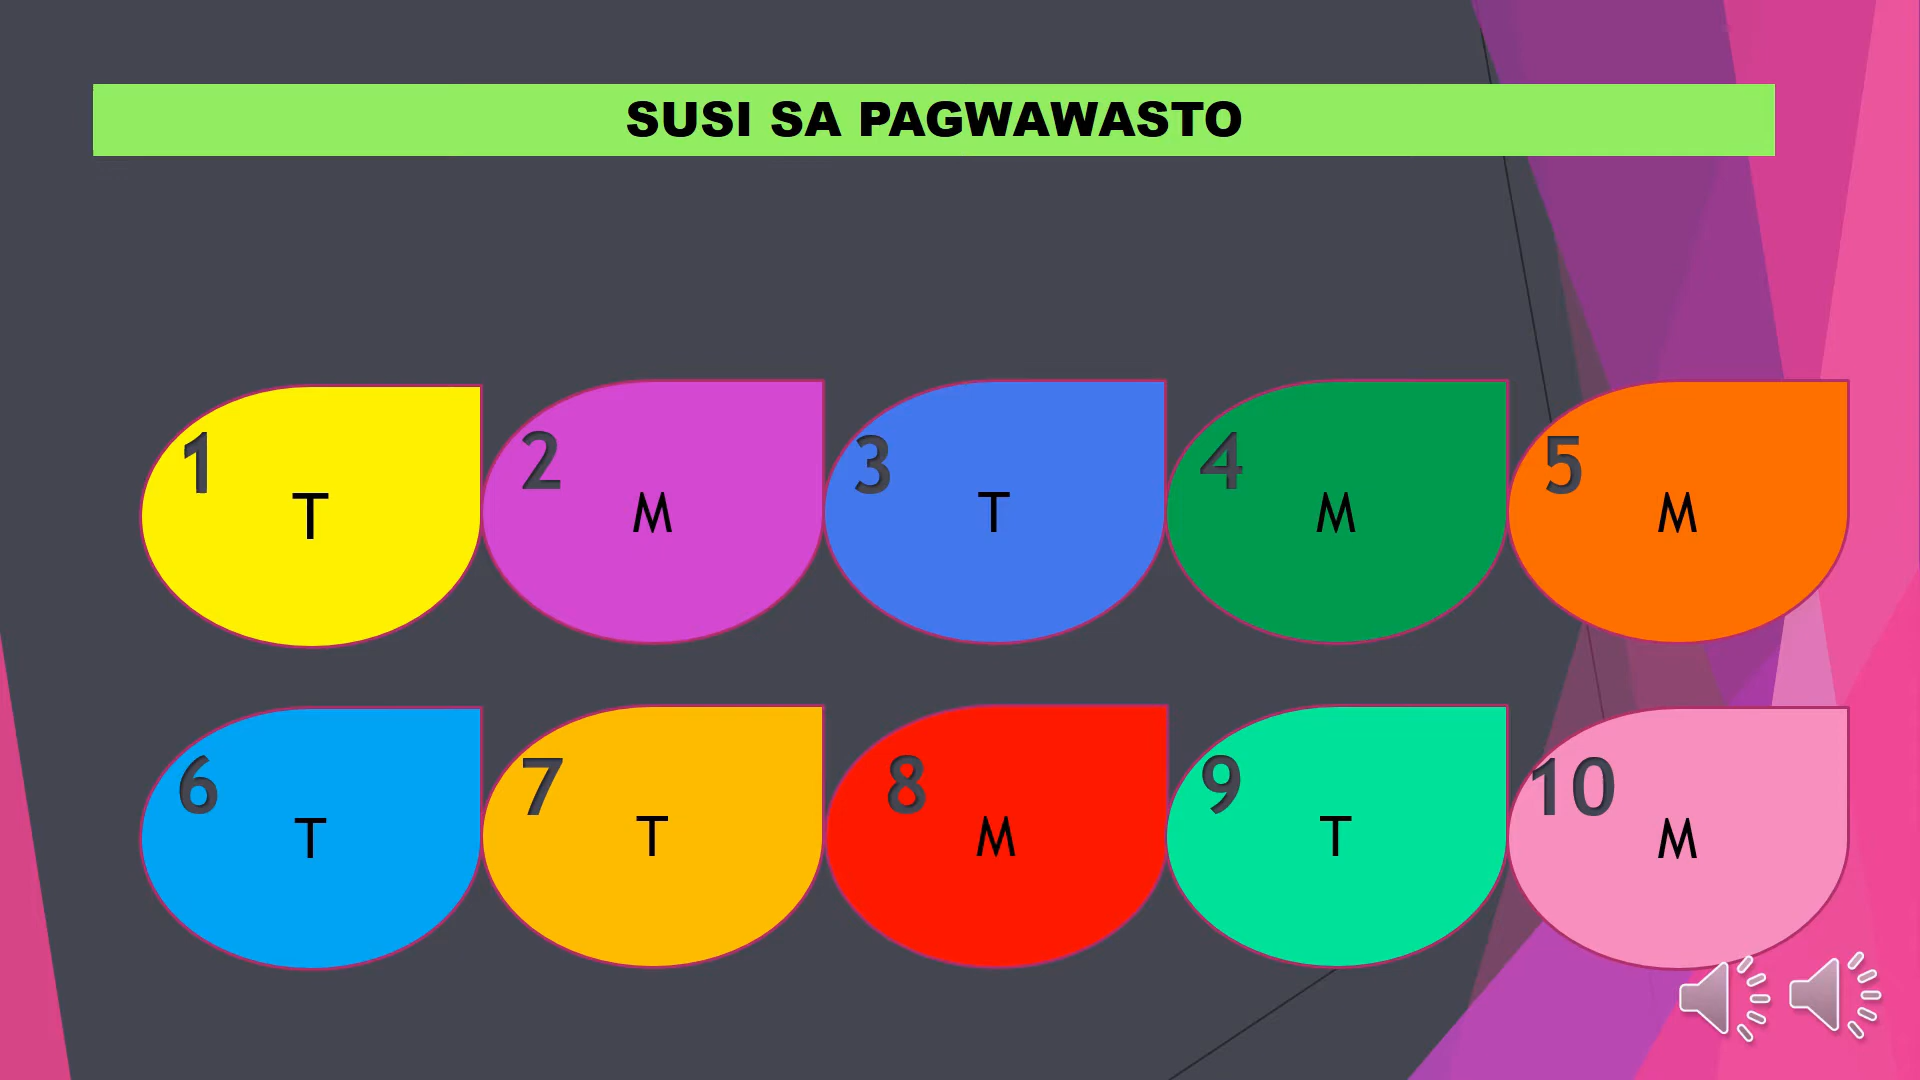 SUSI SA PAGWAWASTO
1 2 3 4 5
T M T M M
6 7 8 9 10
T T M T M